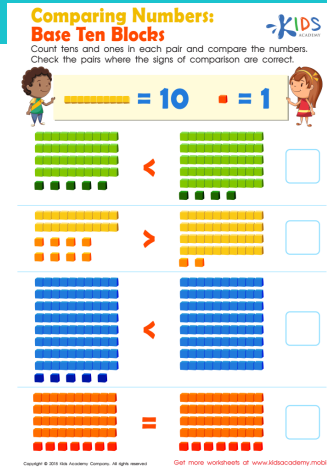 Comparing Numbers:
Base Ten Blocks
KIDS
ACADEMY
Count tens and ones in each pair and compare the numbers.
Check the pairs where the signs of comparison are correct.
= 10 = 1
<
>
<
=
Copyright © 2015 Kids Academy Company. All rights reserved
Get more worksheets at www.kidsacademy.mobi